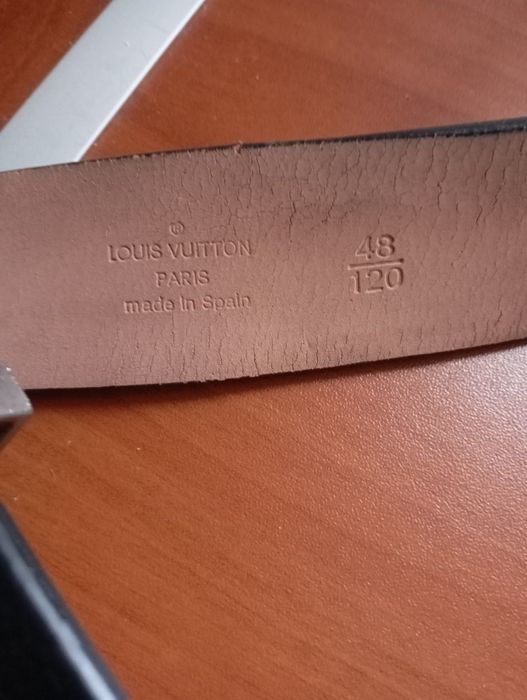 ®
LOUIS VUITTON
PARIS
made in Spain
48
120